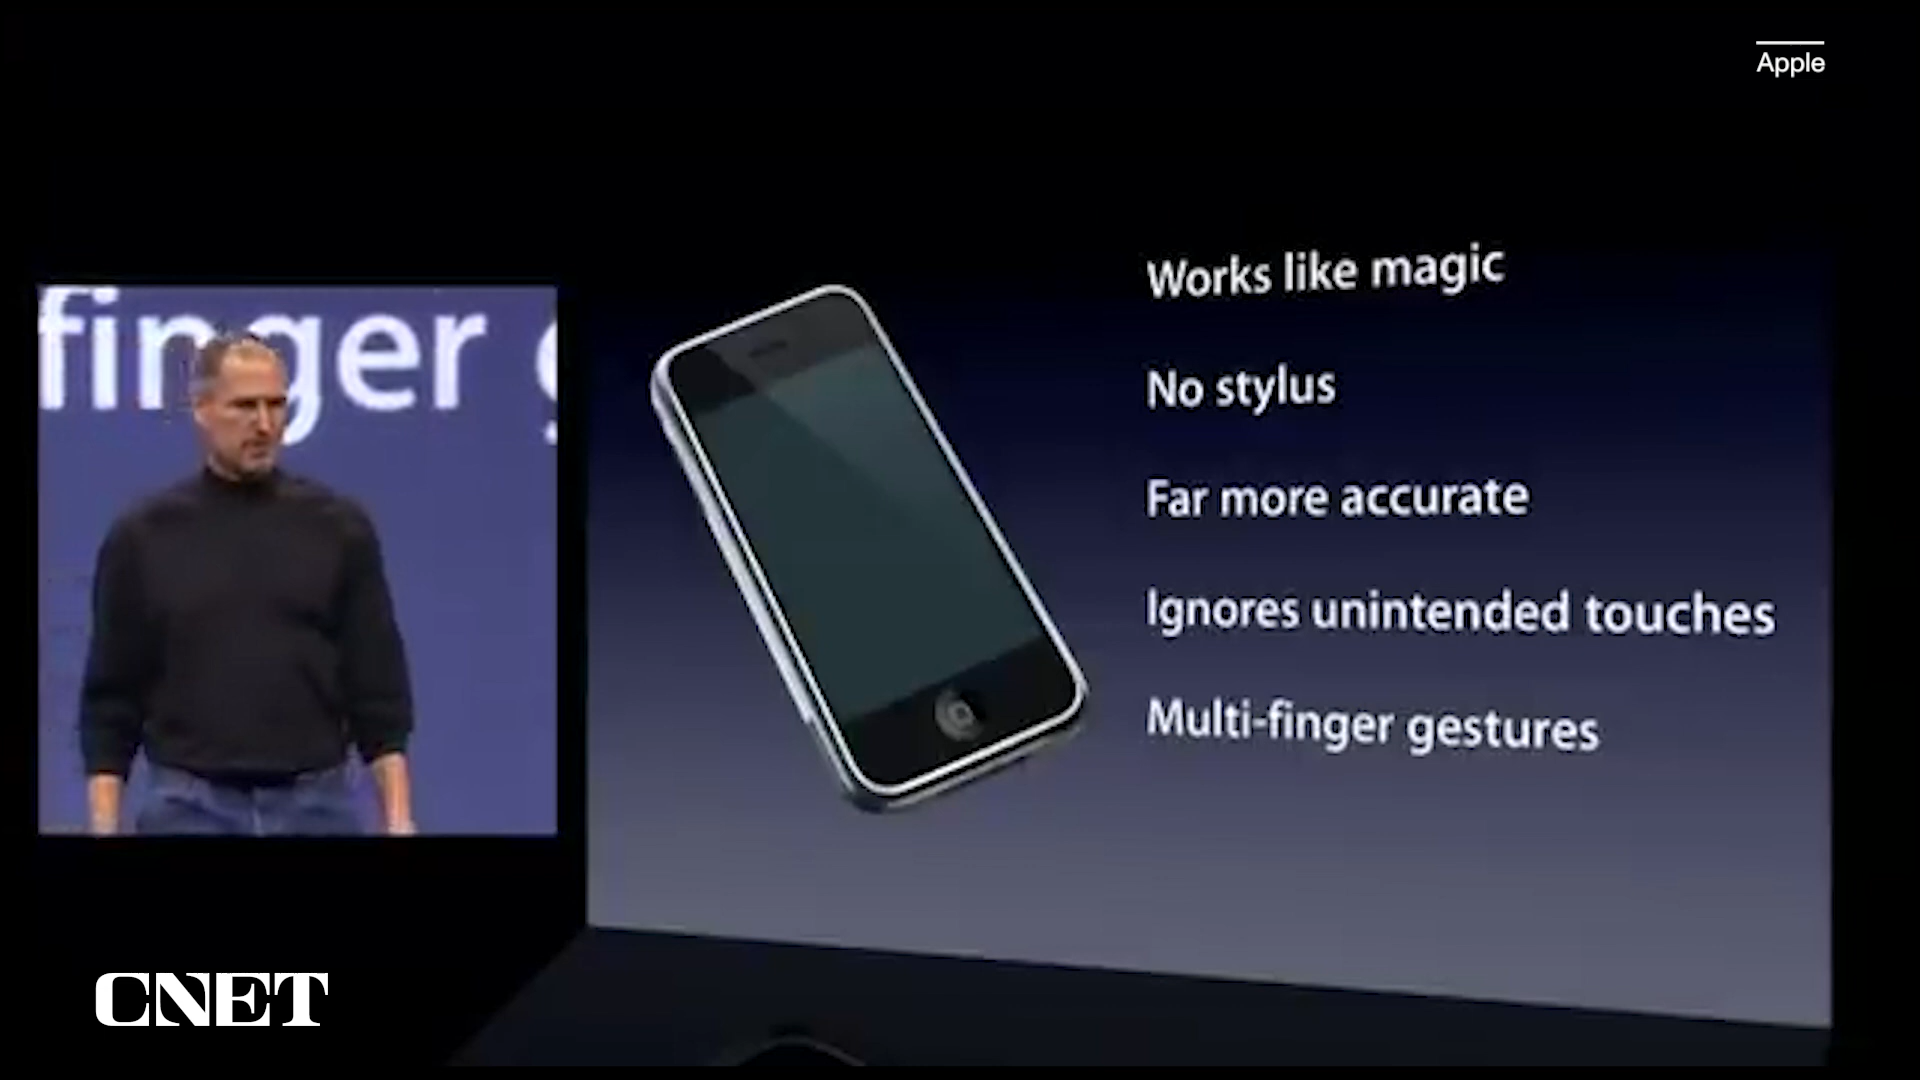 Apple
finger
Works like magic
No stylus
Far more accurate
Ignores unintended touches
Multi-finger gestures
CNET